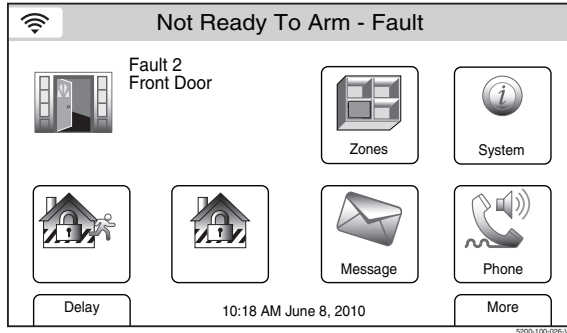 Not Ready To Arm - Fault
Fault 2
Front Door
Zones
System
Message
Phone
Delay
10:18 AM June 8, 2010
More